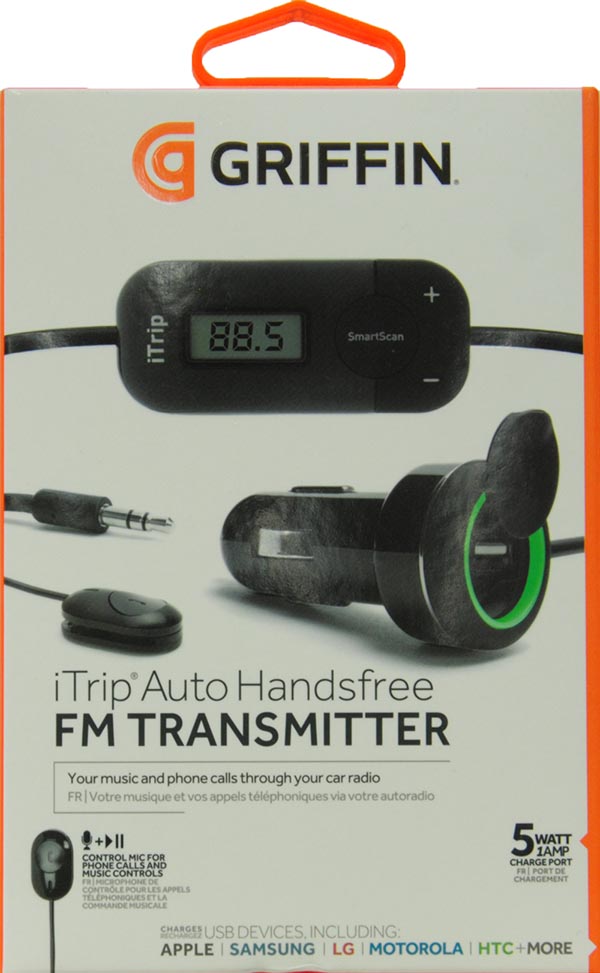 GRIFFIN
iTrip
88.5
SmartScan
+
−
iTrip® Auto Handsfree
FM TRANSMITTER
Your music and phone calls through your car radio
FR | Votre musique et vos appels téléphoniques via votre autoradio
CONTROL MIC FOR
PHONE CALLS AND
MUSIC CONTROLS
FR | MICROPHONE DE
CONTRÔLE POUR LES APPELS
TÉLÉPHONIQUES ET LA
COMMANDE MUSICALE
5 WATT
1AMP
CHARGE PORT
FR | PORT DE
CHARGEMENT
CHARGES
RECHARGEZ USB DEVICES, INCLUDING:
APPLE | SAMSUNG | LG | MOTOROLA | HTC+MORE